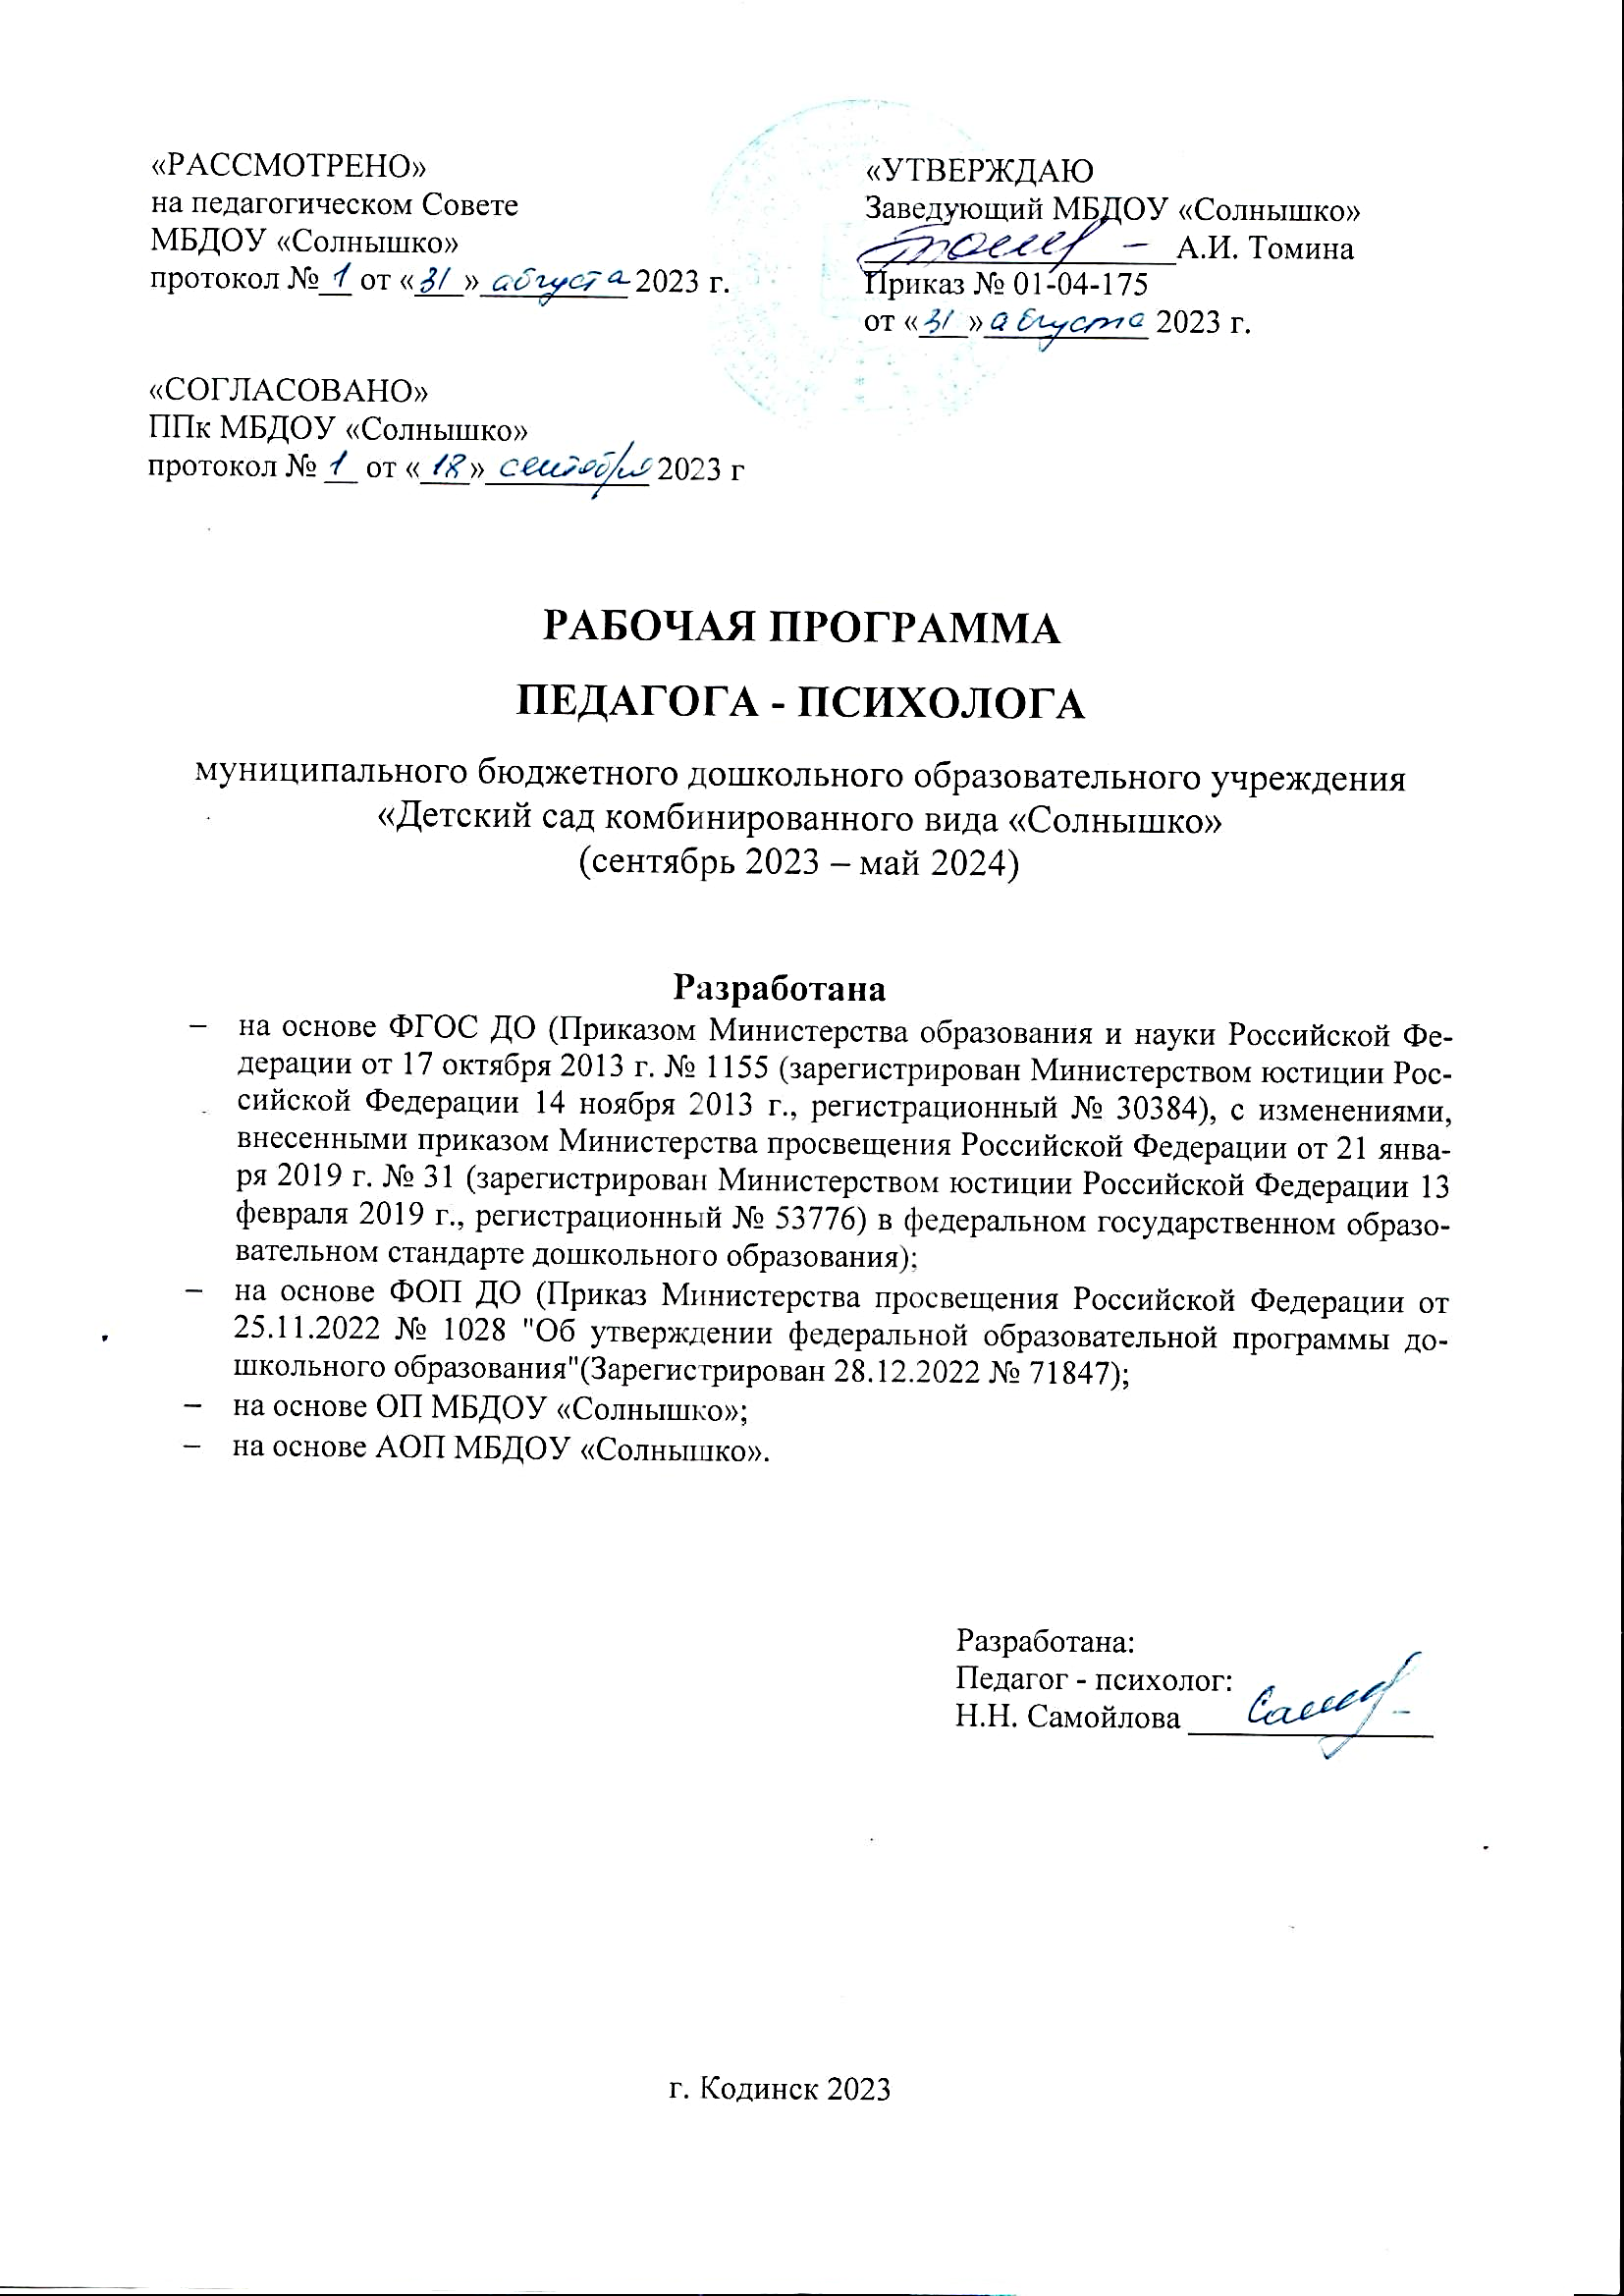 «РАССМОТРЕНО»
на педагогическом Совете
МБДОУ «Солнышко»
протокол № 1 от «31» августа 2023 г.
«УТВЕРЖДАЮ
Заведующий МБДОУ «Солнышко»
А.И. Томина
Приказ № 01-04-175
от «31» августа 2023 г.
«СОГЛАСОВАНО»
ППк МБДОУ «Солнышко»
протокол № 1 от «18» сентября 2023 г
РАБОЧАЯ ПРОГРАММА
ПЕДАГОГА - ПСИХОЛОГА
муниципального бюджетного дошкольного образовательного учреждения
«Детский сад комбинированного вида «Солнышко»
(сентябрь 2023 – май 2024)
Разработана
– на основе ФГОС ДО (Приказом Министерства образования и науки Российской Фе-
дерации от 17 октября 2013 г. № 1155 (зарегистрирован Министерством юстиции Рос-
сийской Федерации 14 ноября 2013 г., регистрационный № 30384), с изменениями,
внесенными приказом Министерства просвещения Российской Федерации от 21 янва-
ря 2019 г. № 31 (зарегистрирован Министерством юстиции Российской Федерации 13
февраля 2019 г., регистрационный № 53776) в федеральном государственном образо-
вательном стандарте дошкольного образования);
– на основе ФОП ДО (Приказ Министерства просвещения Российской Федерации от
25.11.2022 № 1028 "Об утверждении федеральной образовательной программы до-
школьного образования"(Зарегистрирован 28.12.2022 № 71847);
– на основе ОП МБДОУ «Солнышко»;
– на основе АОП МБДОУ «Солнышко».
Разработана:
Педагог - психолог:
Н.Н. Самойлова
г. Кодинск 2023